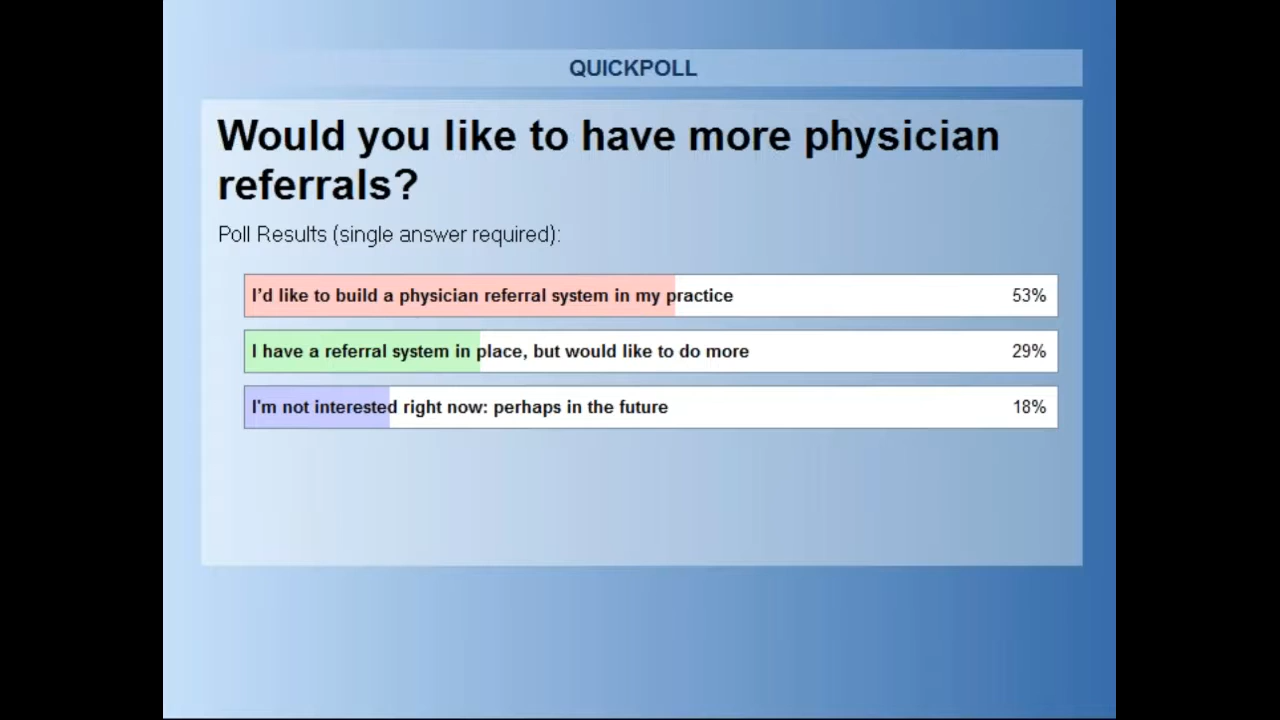 QUICKPOLL
Would you like to have more physician
referrals?
Poll Results (single answer required):
I’d like to build a physician referral system in my practice 53%
I have a referral system in place, but would like to do more 29%
I'm not interested right now: perhaps in the future 18%